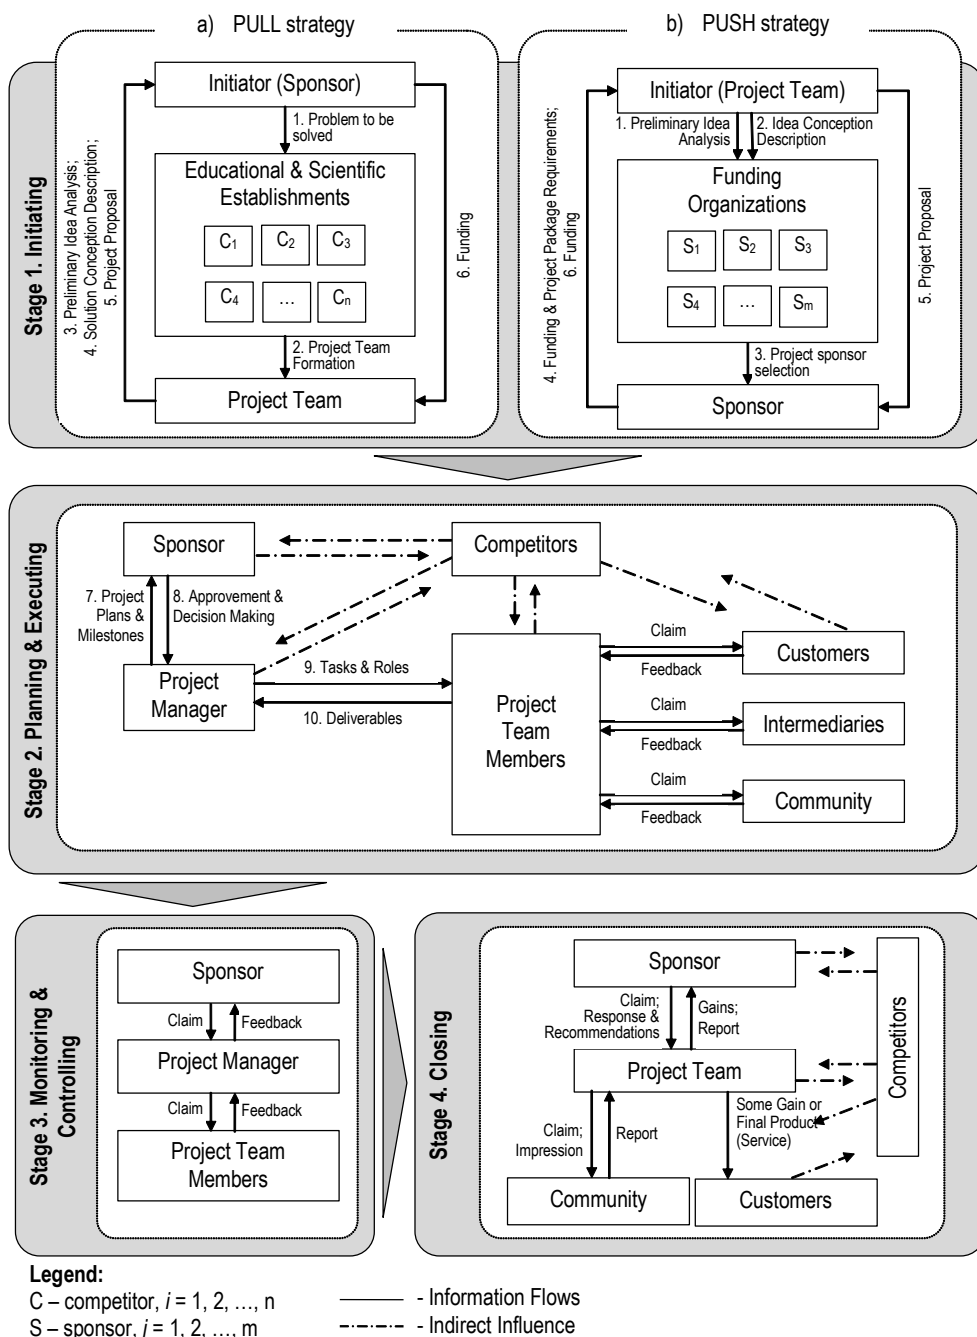 a) PULL strategy
b) PUSH strategy
Stage 1. Initiating
Initiator (Sponsor)
1. Problem to be
solved
Educational & Scientific
Establishments
C1 C2 C3
C4 … Cn
2. Project Team
Formation
Project Team
3. Preliminary Idea Analysis;
4. Solution Conception Description;
5. Project Proposal
6. Funding
Initiator (Project Team)
1. Preliminary Idea
Analysis
2. Idea Conception
Description
Funding
Organizations
S1 S2 S3
S4 … Sm
3. Project sponsor
selection
Sponsor
4. Funding & Project Package Requirements;
6. Funding
5. Project Proposal
Stage 2. Planning & Executing
Sponsor
Competitors
7. Project
Plans &
Milestones
8. Approvement &
Decision Making
Project
Manager
9. Tasks & Roles
10. Deliverables
Project
Team
Members
Claim
Feedback
Customers
Claim
Feedback
Intermediaries
Claim
Feedback
Community
Stage 3. Monitoring &
Controlling
Sponsor
Claim
Feedback
Project Manager
Claim
Feedback
Project Team
Members
Stage 4. Closing
Sponsor
Claim;
Response &
Recommendations
Gains;
Report
Project Team
Claim;
Impression
Report
Some Gain or
Final Product
(Service)
Community
Customers
Competitors
Legend:
C – competitor, i = 1, 2, …, n
S – sponsor, j = 1, 2, …, m
- Information Flows
- Indirect Influence